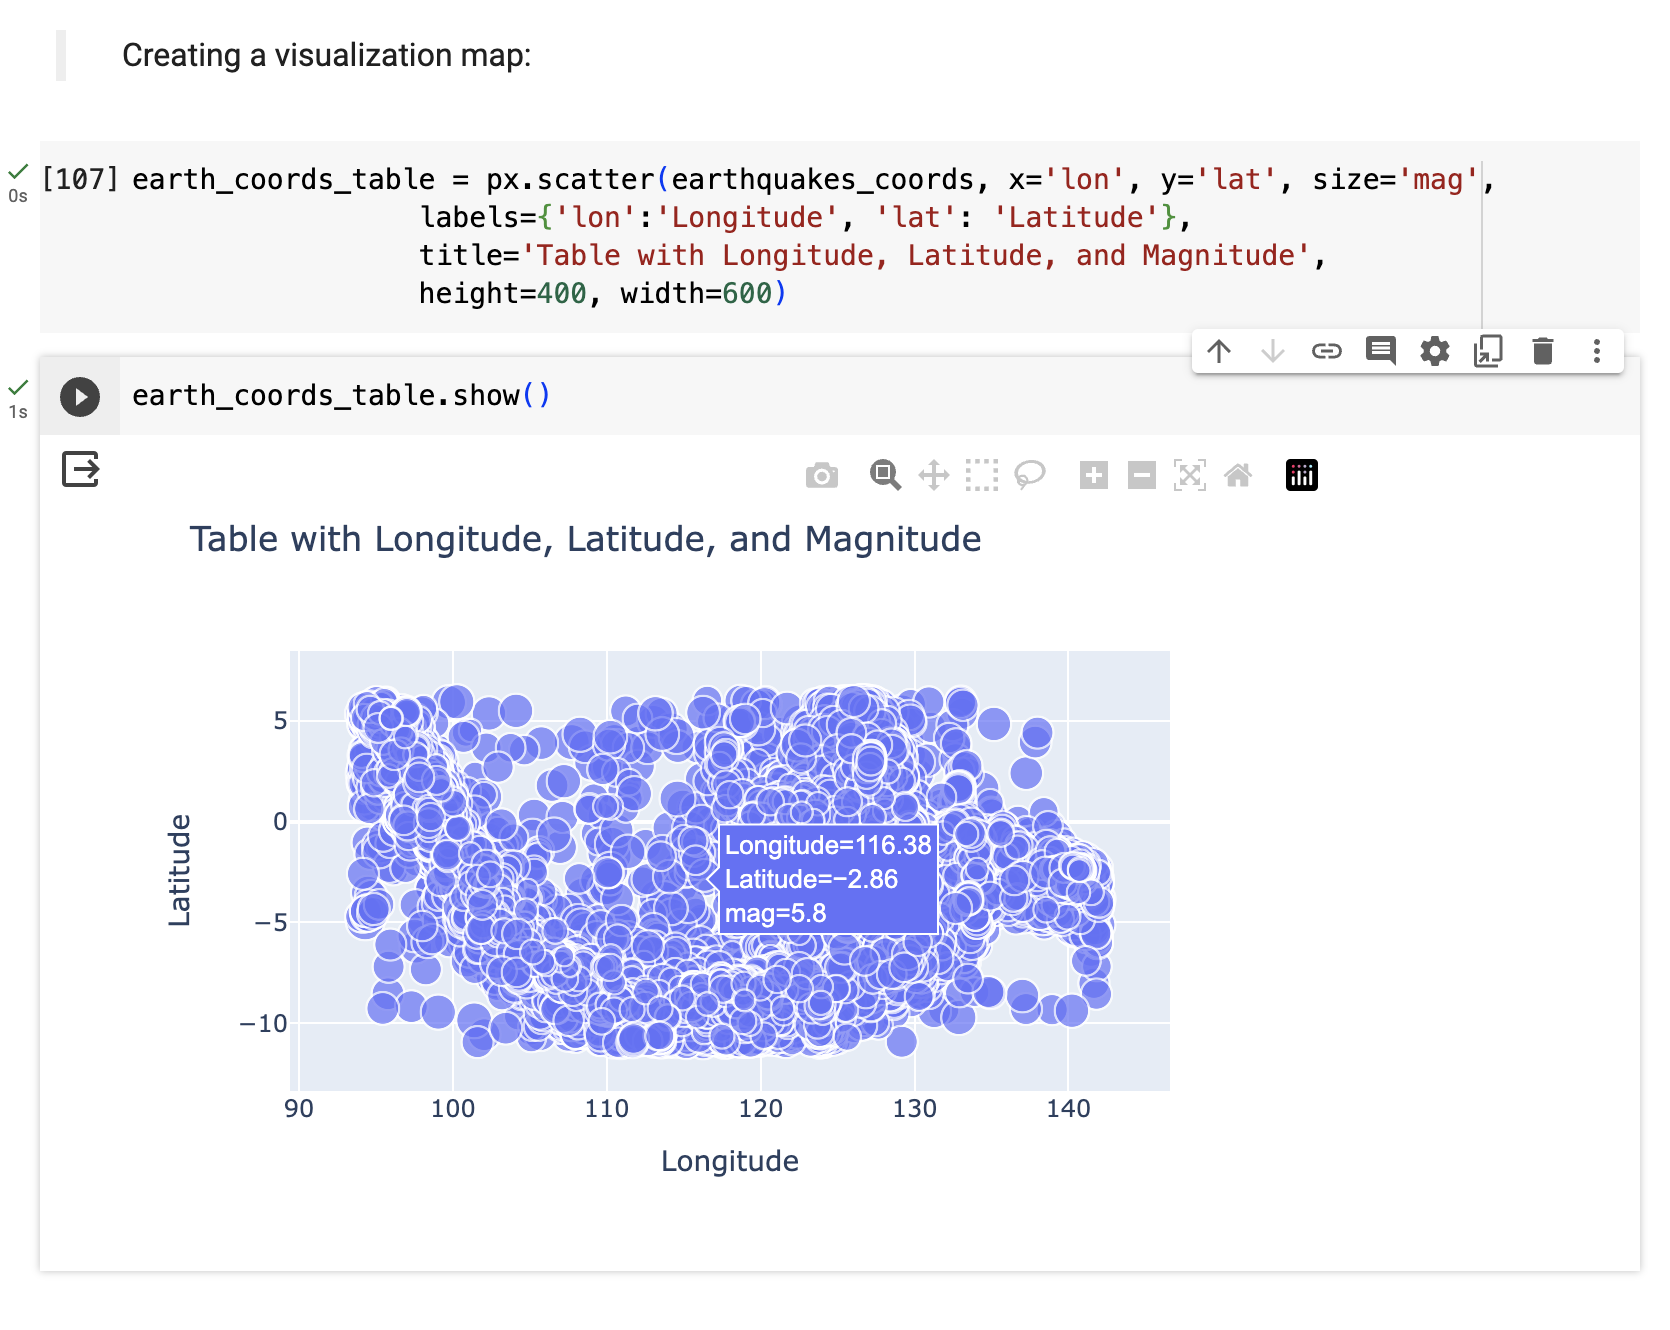 Creating a visualization map:
0s
[107] earth_coords_table = px.scatter(earthquakes_coords, x='lon', y='lat', size='mag',
labels={'lon':'Longitude', 'lat': 'Latitude'},
title='Table with Longitude, Latitude, and Magnitude',
height=400, width=600)
1s
earth_coords_table.show()
Table with Longitude, Latitude, and Magnitude
5
0
−5
−10
Latitude
Longitude=116.38
Latitude=−2.86
mag=5.8
90 100 110 120 130 140
Longitude